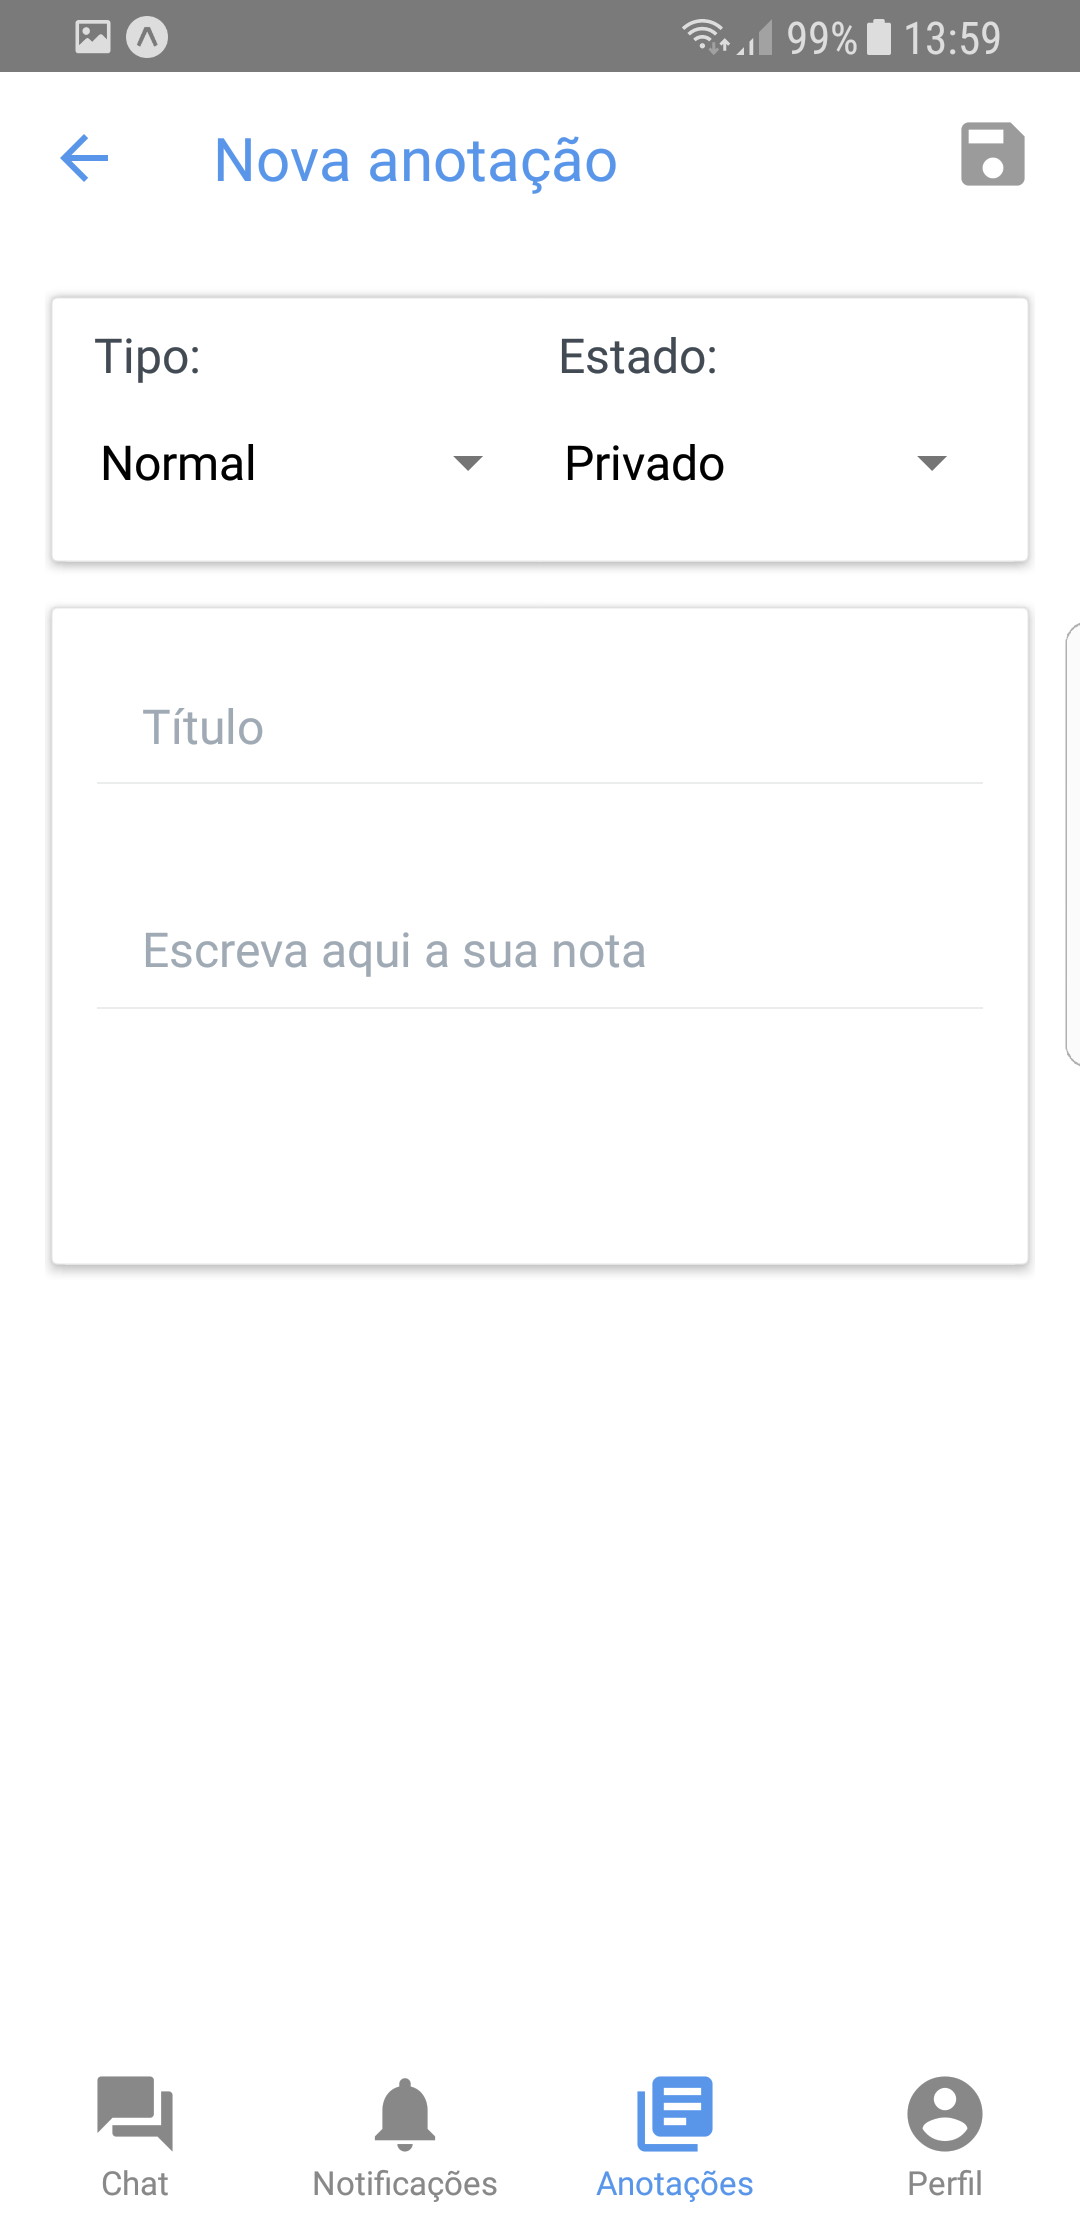 99% 13:59
Nova anotação
Tipo: Estado:
Normal Privado
Título
Escreva aqui a sua nota
Chat Notificações Anotações Perfil